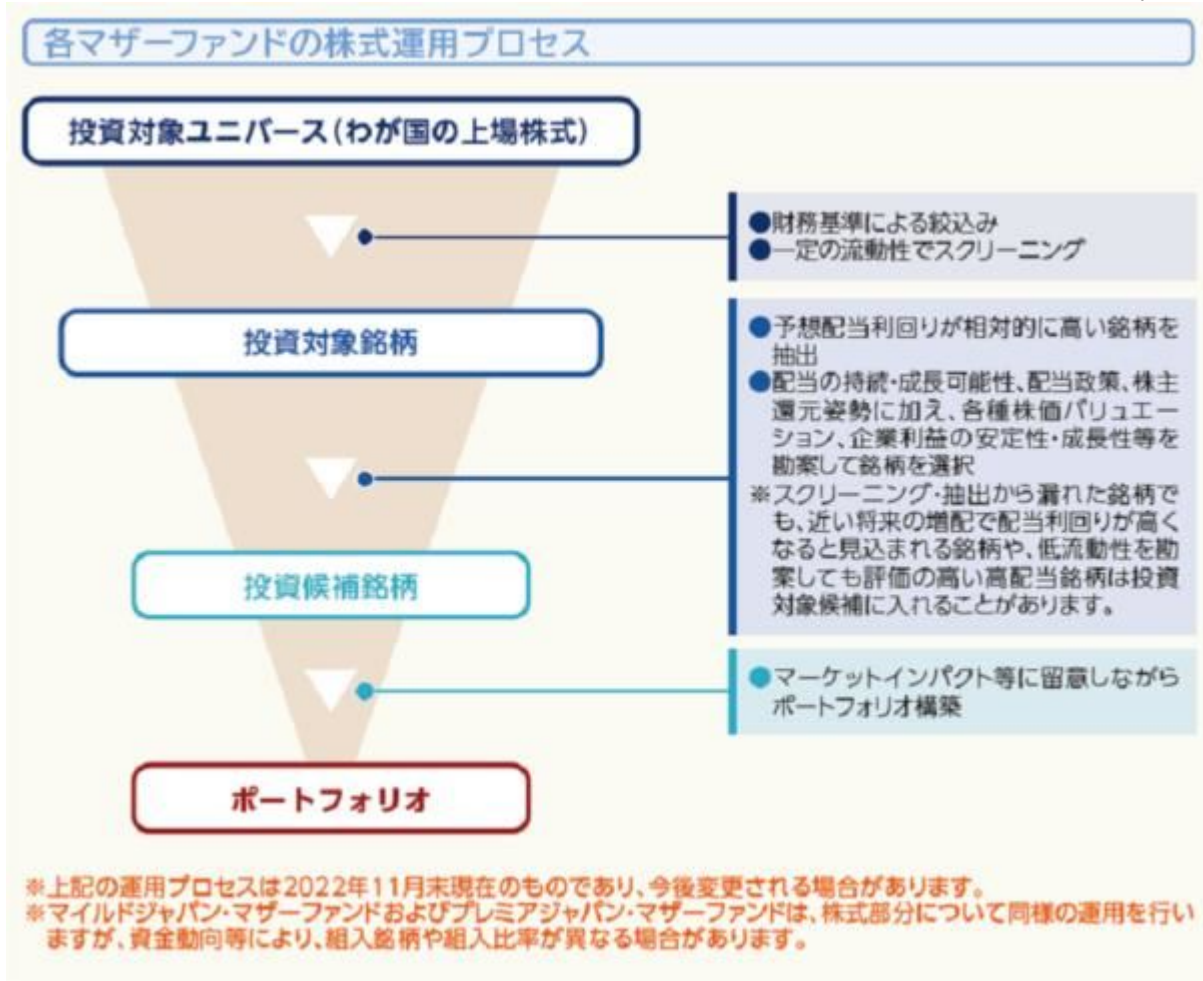 各マザーファンドの株式運用プロセス
投資対象ユニバース(わが国の上場株式)
●財務基準による絞込み
●一定の流動性でスクリーニング
投資対象銘柄
●予想配当利回りが相対的に高い銘柄を
抽出
●配当の持続・成長可能性、配当政策、株主
還元姿勢に加え、各種株価バリュエー
ション、企業利益の安定性・成長性等を
勘案して銘柄を選択
※スクリーニング・抽出から漏れた銘柄で
も、近い将来の増配で配当利回りが高く
なると見込まれる銘柄や、低流動性を勘
案しても評価の高い高配当銘柄は投資
対象候補に入れることがあります。
投資候補銘柄
●マーケットインパクト等に留意しながら
ポートフォリオ構築
ポートフォリオ
※上記の運用プロセスは2022年11月末現在のものであり、今後変更される場合があります。
※マイルドジャパン・マザーファンドおよびプレミアジャパン・マザーファンドは、株式部分について同様の運用を行い
ますが、資金動向等により、組入銘柄や組入比率が異なる場合があります。